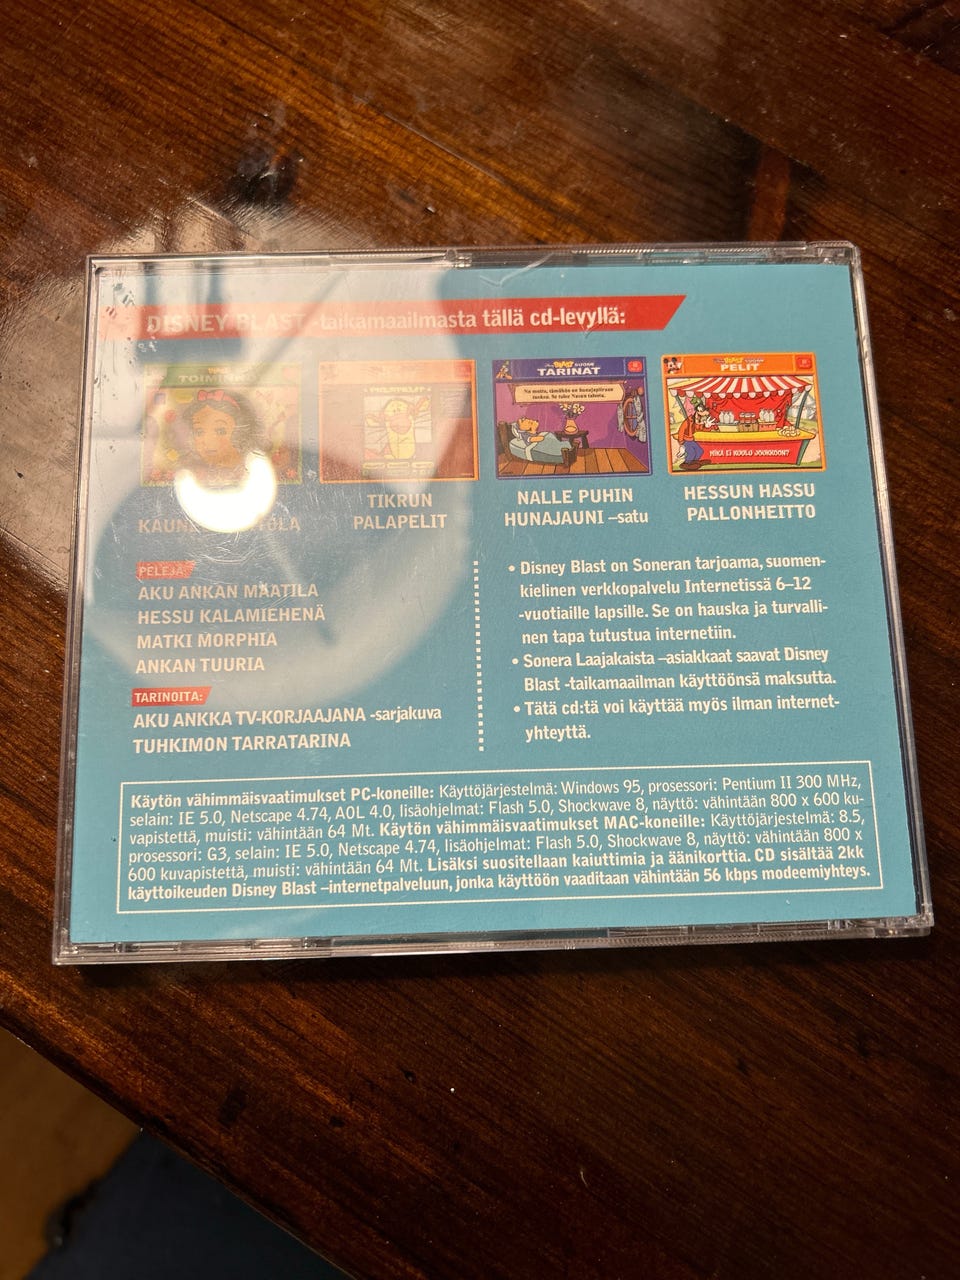 DISNEY BLAST -taikamaailmasta tällä cd-levyllä:
TARINAT
PELIT
MIKÄ EI KUULU JOUKKOON?
TIKRUN
PALAPELIT
NALLE PUHIN
HUNAJAUNI –satu
HESSUN HASSU
PALLONHEITTO
PELEJÄ:
AKU ANKAN MAATILA
HESSU KALAMIEHENÄ
MATKI MORPHIA
ANKAN TUURIA
TARINOITA:
AKU ANKKA TV-KORJAAJANA -sarjakuva
TUHKIMON TARRATARINA
• Disney Blast on Soneran tarjoama, suomen-
kielinen verkkopalvelu Internetissä 6–12
-vuotiaille lapsille. Se on hauska ja turvalli-
nen tapa tutustua internetiin.
• Sonera Laajakaista –asiakkaat saavat Disney
Blast -taikamaailman käyttöönsä maksutta.
• Tätä cd:tä voi käyttää myös ilman internet-
yhteyttä.
Käytön vähimmäisvaatimukset PC-koneille: Käyttöjärjestelmä: Windows 95, prosessori: Pentium II 300 MHz,
selain: IE 5.0, Netscape 4.74, AOL 4.0, lisäohjelmat: Flash 5.0, Shockwave 8, näyttö: vähintään 800 x 600 ku-
vapistettä, muisti: vähintään 64 Mt. Käytön vähimmäisvaatimukset MAC-koneille: Käyttöjärjestelmä: 8.5,
prosessori: G3, selain: IE 5.0, Netscape 4.74, lisäohjelmat: Flash 5.0, Shockwave 8, näyttö: vähintään 800 x
600 kuvapistettä, muisti: vähintään 64 Mt. Lisäksi suositellaan kaiuttimia ja äänikorttia. CD sisältää 2kk
käyttoikeuden Disney Blast –internetpalveluun, jonka käyttöön vaaditaan vähintään 56 kbps modeemiyhteys.